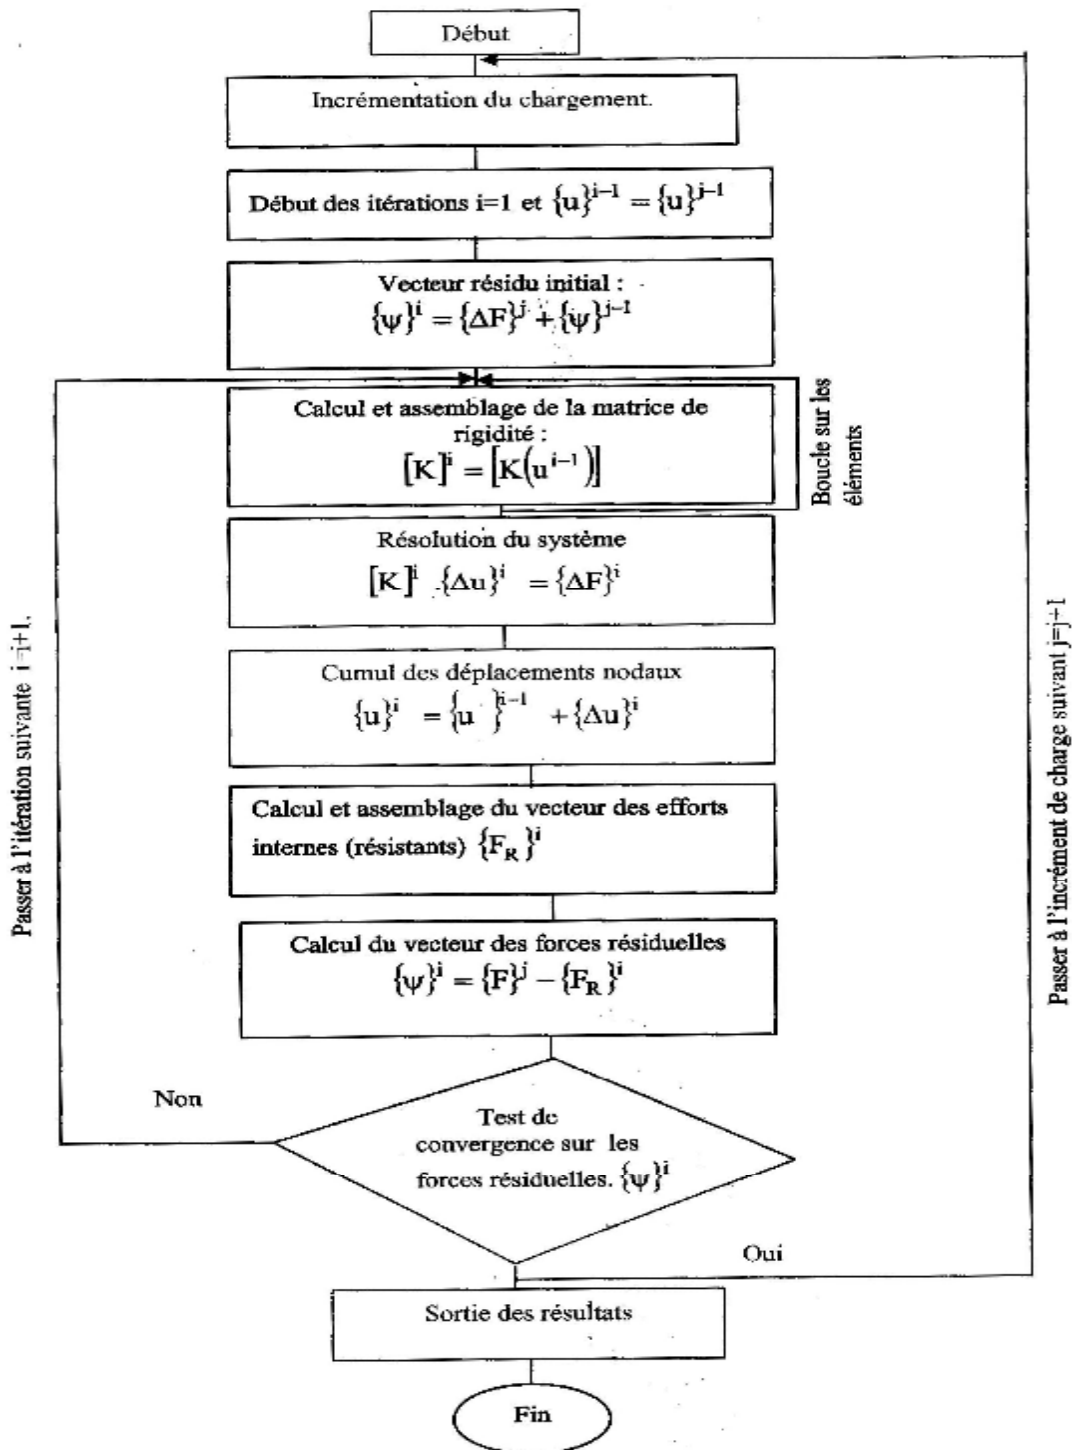 Début
Incrémentation du chargement.
Début des itérations i=1 et {u}^{i-1} = {u}^{j-1}
Vecteur résidu initial :
{ψ}^i = {ΔF}^j + {ψ}^{j-1}
Calcul et assemblage de la matrice de
rigidité :
[K]^i = [K(u^{i-1})]
Boucle sur les
éléments
Résolution du système
[K]^i .{Δu}^i = {ΔF}^i
Cumul des déplacements nodaux
{u}^i = {u }^{i-1} + {Δu}^i
Calcul et assemblage du vecteur des efforts
internes (résistants) {F_R}^i
Calcul du vecteur des forces résiduelles
{ψ}^i = {F}^j − {F_R}^i
Test de
convergence sur les
forces résiduelles. {ψ}^i
Non
Passer à l'itération suivante i=i+1.
Oui
Passer à l'incrément de charge suivant j=j+1
Sortie des résultats
Fin